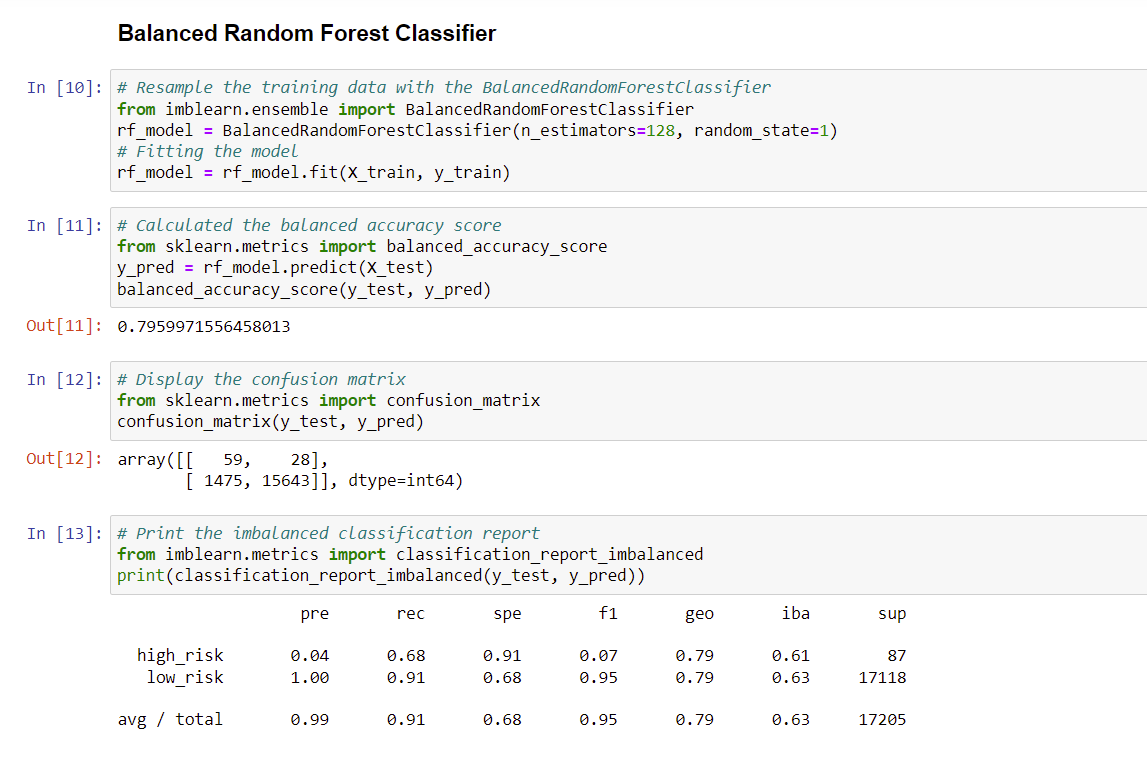 Balanced Random Forest Classifier
In [10]: # Resample the training data with the BalancedRandomForestClassifier
from imblearn.ensemble import BalancedRandomForestClassifier
rf_model = BalancedRandomForestClassifier(n_estimators=128, random_state=1)
# Fitting the model
rf_model = rf_model.fit(X_train, y_train)
In [11]: # Calculated the balanced accuracy score
from sklearn.metrics import balanced_accuracy_score
y_pred = rf_model.predict(X_test)
balanced_accuracy_score(y_test, y_pred)
Out[11]: 0.7959971556458013
In [12]: # Display the confusion matrix
from sklearn.metrics import confusion_matrix
confusion_matrix(y_test, y_pred)
Out[12]: array([[   59,    28],
       [ 1475, 15643]], dtype=int64)
In [13]: # Print the imbalanced classification report
from imblearn.metrics import classification_report_imbalanced
print(classification_report_imbalanced(y_test, y_pred))
pre rec spe f1 geo iba sup
high_risk 0.04 0.68 0.91 0.07 0.79 0.61 87
low_risk 1.00 0.91 0.68 0.95 0.79 0.63 17118
avg / total 0.99 0.91 0.68 0.95 0.79 0.63 17205